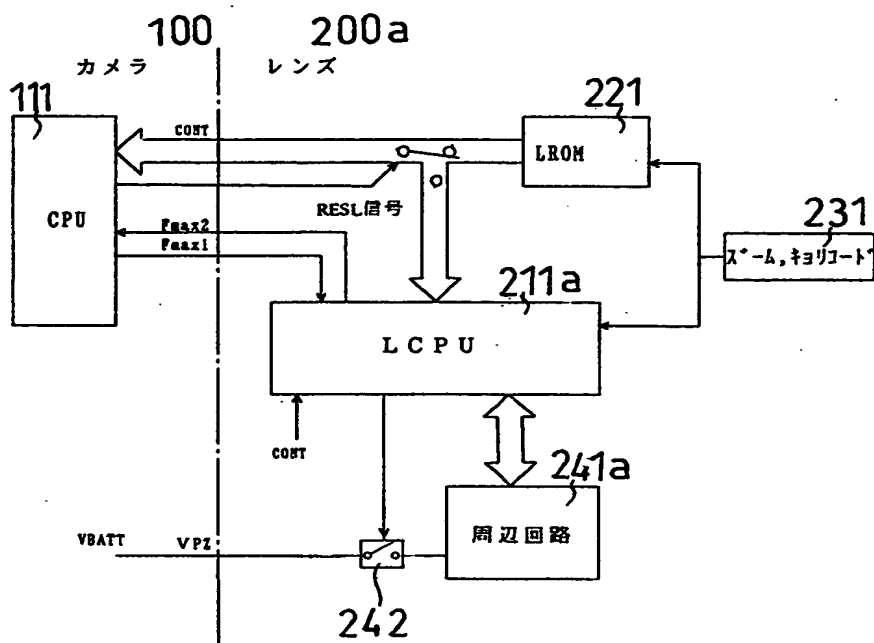 100
200a
カメラ
レンズ
111
221
CONT
LROM
CPU
RESL信号
231
Fmax2
Fmax1
ズーム,キョリコード
211a
LCPU
CONT
241a
VBATT
VPZ
周辺回路
242